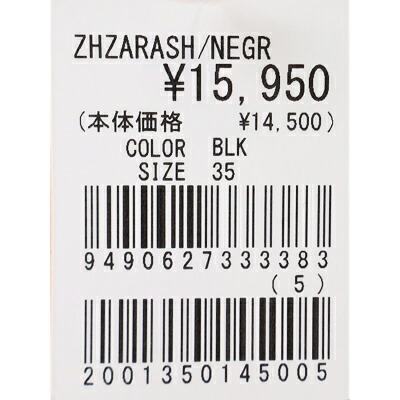 ZHZARASH/NEGR
¥15,950
(本体価格 ¥14,500)
COLOR BLK
SIZE 35
9490627333383
(5)
2001350145005